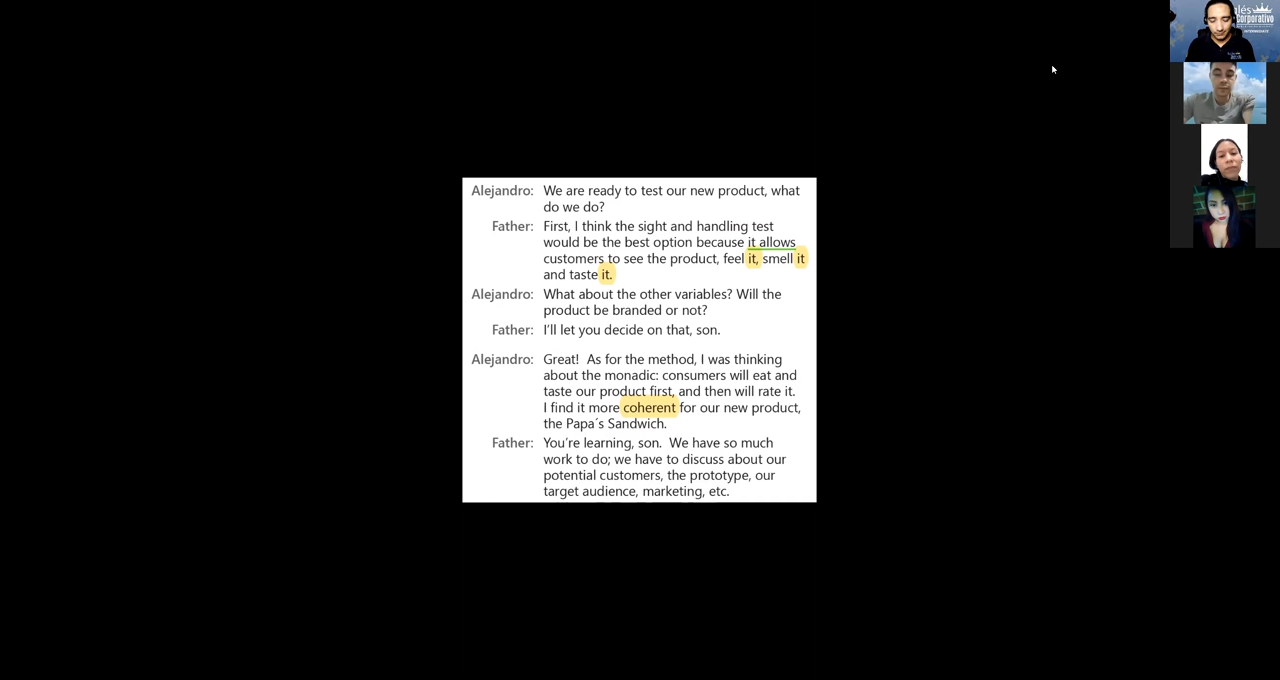 glés
Corporativo
INTERMEDIATE
Alejandro: We are ready to test our new product, what
do we do?
Father: First, I think the sight and handling test
would be the best option because it allows
customers to see the product, feel it, smell it
and taste it.
Alejandro: What about the other variables? Will the
product be branded or not?
Father: I'll let you decide on that, son.
Alejandro: Great! As for the method, I was thinking
about the monadic: consumers will eat and
taste our product first, and then will rate it.
I find it more coherent for our new product,
the Papa´s Sandwich.
Father: You're learning, son. We have so much
work to do; we have to discuss about our
potential customers, the prototype, our
target audience, marketing, etc.